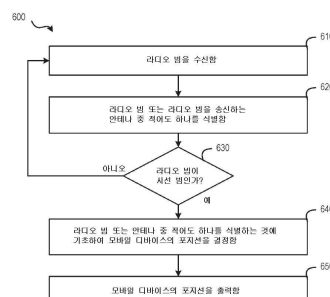 600
610
라디오 빔을 수신함
620
라디오 빔 또는 라디오 빔을 송신하는
안테나 중 적어도 하나를 식별함
630
아니오
라디오 빔이
시선 빔인가?
예
640
라디오 빔 또는 안테나 중 적어도 하나를 식별하는 것에
기초하여 모바일 디바이스의 포지션을 결정함
650
모바일 디바이스의 포지션을 출력함